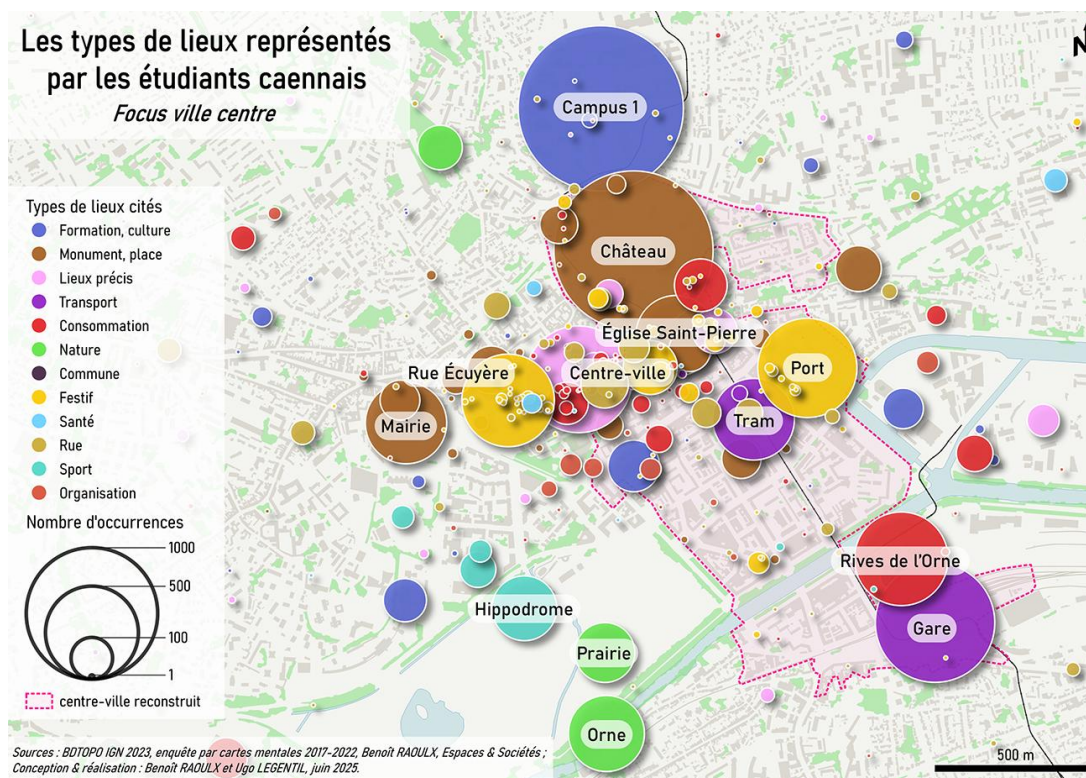 Les types de lieux représentés
par les étudiants caennais
Focus ville centre
N
Campus 1
Château
Église Saint-Pierre
Rue Écuyère
Centre-ville
Port
Mairie
Tram
Rives de l'Orne
Hippodrome
Gare
Prairie
Orne
Types de lieux cités
Formation, culture
Monument, place
Lieux précis
Transport
Consommation
Nature
Commune
Festif
Santé
Rue
Sport
Organisation
Nombre d'occurrences
1000
500
100
1
centre-ville reconstruit
Sources : BDTOPO IGN 2023, enquête par cartes mentales 2017-2022, Benoît RAOULX, Espaces & Sociétés ;
Conception & réalisation : Benoît RAOULX et Ugo LEGENTIL, juin 2025.
500 m